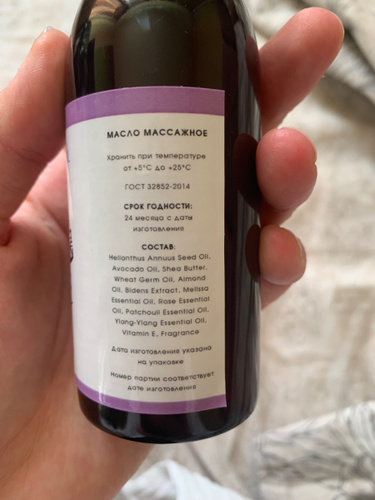 МАСЛО МАССАЖНОЕ
Хранить при температуре
от +5°С до +25°С
ГОСТ 32852-2014
СРОК ГОДНОСТИ:
24 месяца с даты
изготовления
СОСТАВ:
Helianthus Annuus Seed Oil,
Avocado Oil, Shea Butter,
Wheat Germ Oil, Almond
Oil, Bidens Extract, Melissa
Essential Oil, Rose Essential
Oil, Patchouli Essential Oil,
Ylang-Ylang Essential Oil,
Vitamin E, Fragrance
Дата изготовления указана
на упаковке
Номер партии соответствует
дате изготовления